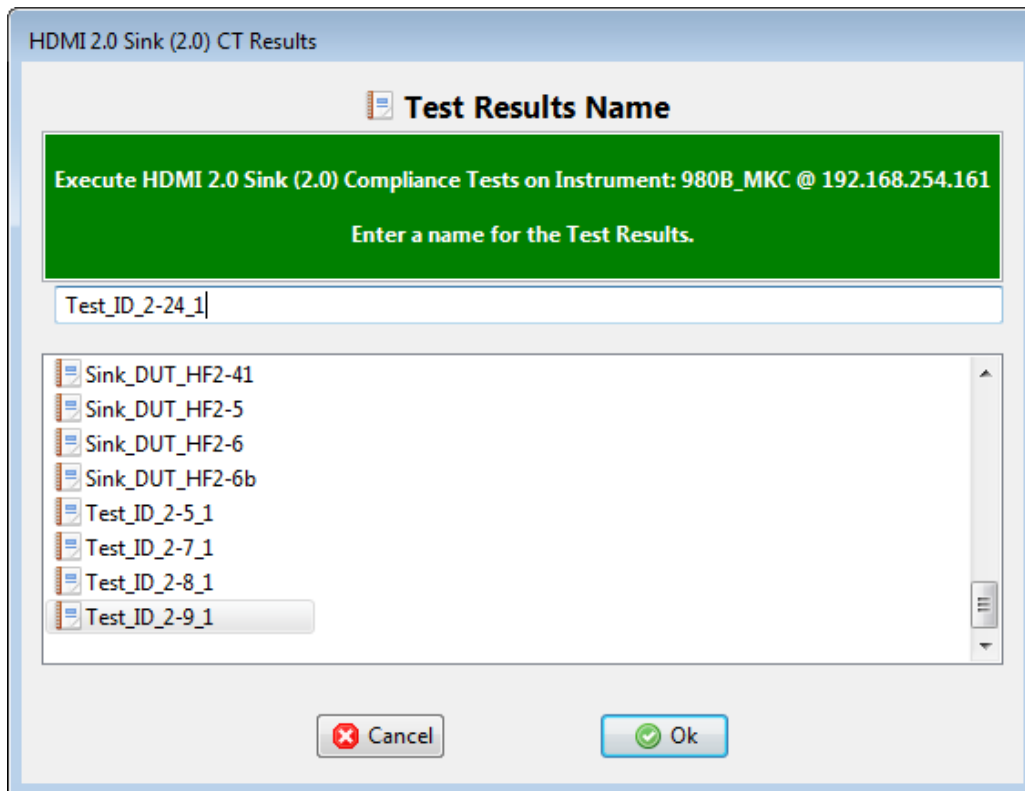 HDMI 2.0 Sink (2.0) CT Results
Test Results Name
Execute HDMI 2.0 Sink (2.0) Compliance Tests on Instrument: 980B_MKC @ 192.168.254.161
Enter a name for the Test Results.
Test_ID_2-24_1
Sink_DUT_HF2-41
Sink_DUT_HF2-5
Sink_DUT_HF2-6
Sink_DUT_HF2-6b
Test_ID_2-5_1
Test_ID_2-7_1
Test_ID_2-8_1
Test_ID_2-9_1
Cancel
Ok